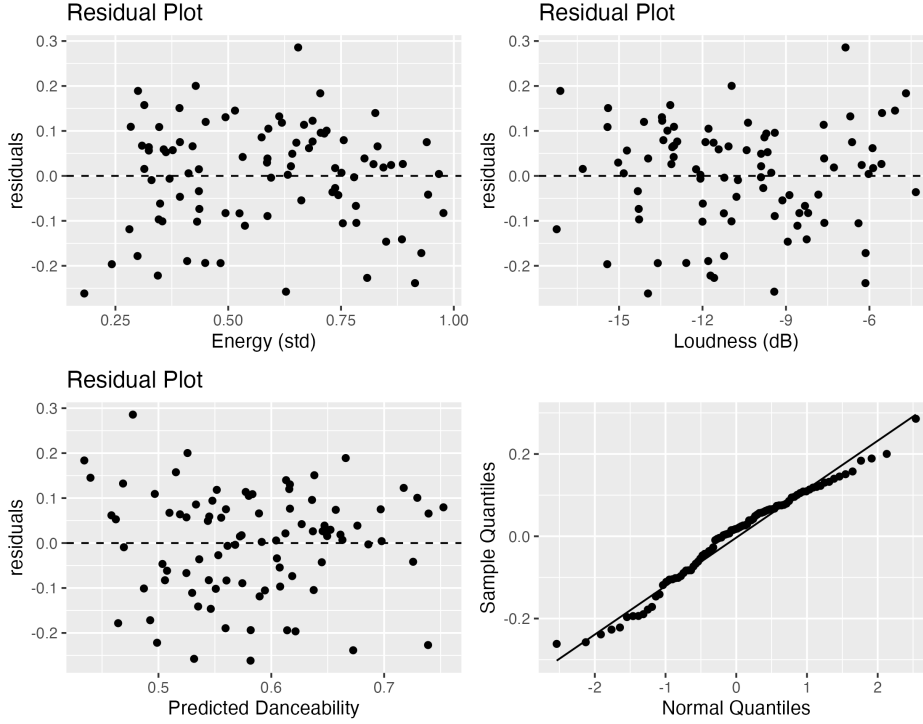 Residual Plot
residuals
0.3
0.2
0.1
0.0
-0.1
-0.2
0.25 0.50 0.75 1.00
Energy (std)
Residual Plot
residuals
0.3
0.2
0.1
0.0
-0.1
-0.2
-15 -12 -9 -6
Loudness (dB)
Residual Plot
residuals
0.3
0.2
0.1
0.0
-0.1
-0.2
0.5 0.6 0.7
Predicted Danceability
Sample Quantiles
0.2
0.0
-0.2
-2 -1 0 1 2
Normal Quantiles